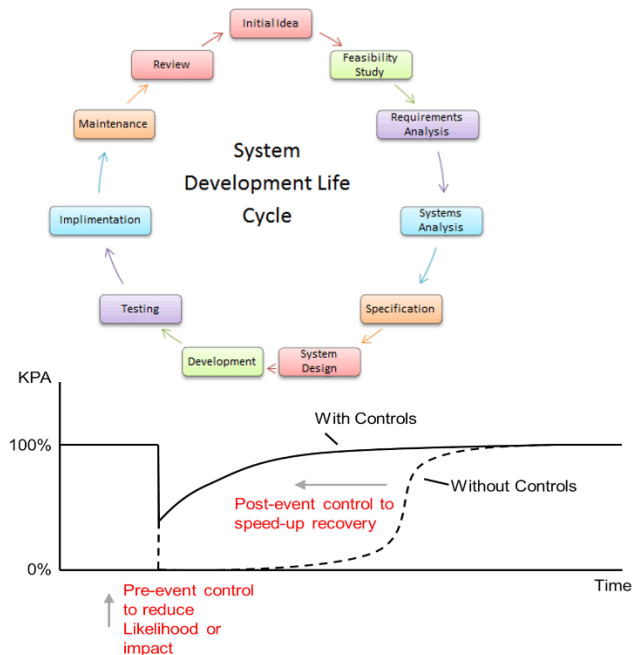 Initial Idea
Feasibility
Study
Requirements
Analysis
Systems
Analysis
Specification
System
Design
Development
Testing
Implimentation
Maintenance
Review
System
Development Life
Cycle
KPA
100%
0%
With Controls
Without Controls
Post-event control to
speed-up recovery
Time
Pre-event control
to reduce
Likelihood or
impact